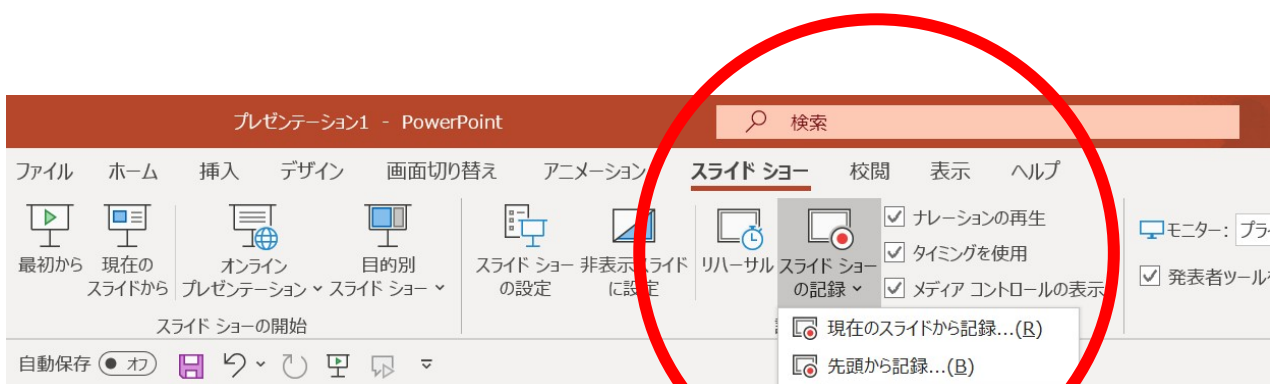 プレゼンテーション1 - PowerPoint
検索
ファイル ホーム 挿入 デザイン 画面切り替え アニメーション スライド ショー 校閲 表示 ヘルプ
最初から
現在の
スライドから
オンライン
プレゼンテーション
目的別
スライド ショー
スライド ショー
の設定
非表示スライド
に設定
リハーサル
スライド ショー
の記録
ナレーションの再生
タイミングを使用
メディア コントロールの表示
モニター: プラ
発表者ツール
スライド ショーの開始
現在のスライドから記録...(R)
先頭から記録...(B)
自動保存 オフ